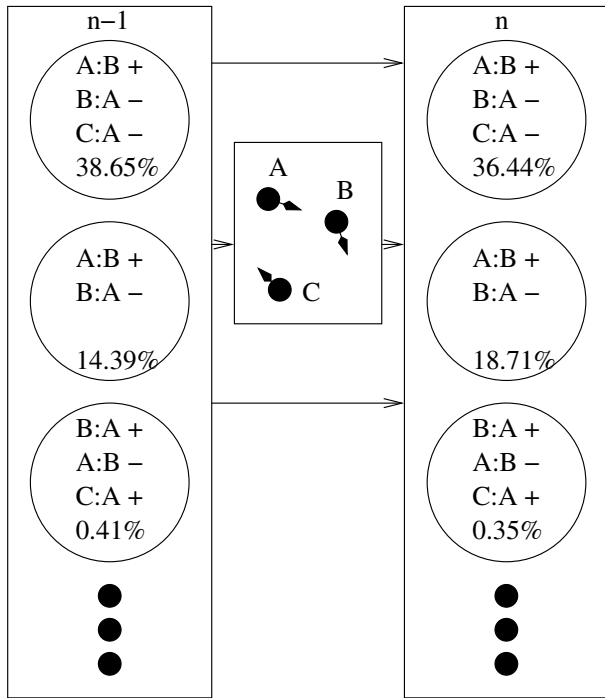 n−1
A:B +
B:A −
C:A −
38.65%
A:B +
B:A −
14.39%
B:A +
A:B −
C:A +
0.41%
A
B
C
n
A:B +
B:A −
C:A −
36.44%
A:B +
B:A −
18.71%
B:A +
A:B −
C:A +
0.35%